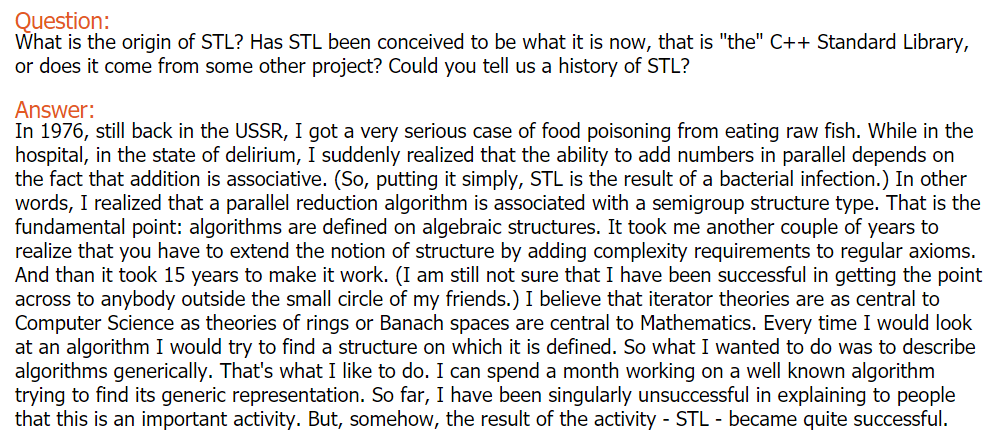 Question:
What is the origin of STL? Has STL been conceived to be what it is now, that is "the" C++ Standard Library,
or does it come from some other project? Could you tell us a history of STL?
Answer:
In 1976, still back in the USSR, I got a very serious case of food poisoning from eating raw fish. While in the
hospital, in the state of delirium, I suddenly realized that the ability to add numbers in parallel depends on
the fact that addition is associative. (So, putting it simply, STL is the result of a bacterial infection.) In other
words, I realized that a parallel reduction algorithm is associated with a semigroup structure type. That is the
fundamental point: algorithms are defined on algebraic structures. It took me another couple of years to
realize that you have to extend the notion of structure by adding complexity requirements to regular axioms.
And than it took 15 years to make it work. (I am still not sure that I have been successful in getting the point
across to anybody outside the small circle of my friends.) I believe that iterator theories are as central to
Computer Science as theories of rings or Banach spaces are central to Mathematics. Every time I would look
at an algorithm I would try to find a structure on which it is defined. So what I wanted to do was to describe
algorithms generically. That's what I like to do. I can spend a month working on a well known algorithm
trying to find its generic representation. So far, I have been singularly unsuccessful in explaining to people
that this is an important activity. But, somehow, the result of the activity - STL - became quite successful.